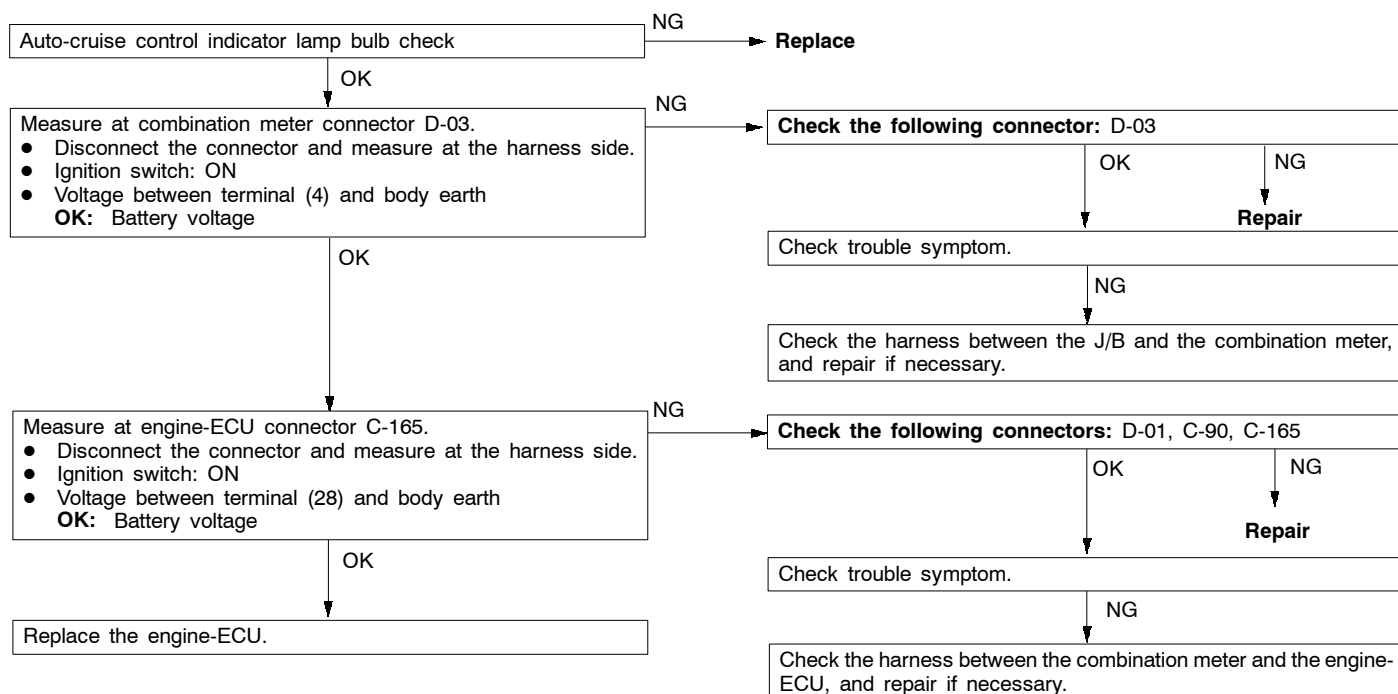 Auto-cruise control indicator lamp bulb check
NG
Replace
OK
Measure at combination meter connector D-03.
● Disconnect the connector and measure at the harness side.
● Ignition switch: ON
● Voltage between terminal (4) and body earth
OK: Battery voltage
NG
Check the following connector: D-03
OK
NG
Repair
Check trouble symptom.
NG
Check the harness between the J/B and the combination meter,
and repair if necessary.
OK
Measure at engine-ECU connector C-165.
● Disconnect the connector and measure at the harness side.
● Ignition switch: ON
● Voltage between terminal (28) and body earth
OK: Battery voltage
NG
Check the following connectors: D-01, C-90, C-165
OK
NG
Repair
Check trouble symptom.
NG
Check the harness between the combination meter and the engine-
ECU, and repair if necessary.
OK
Replace the engine-ECU.